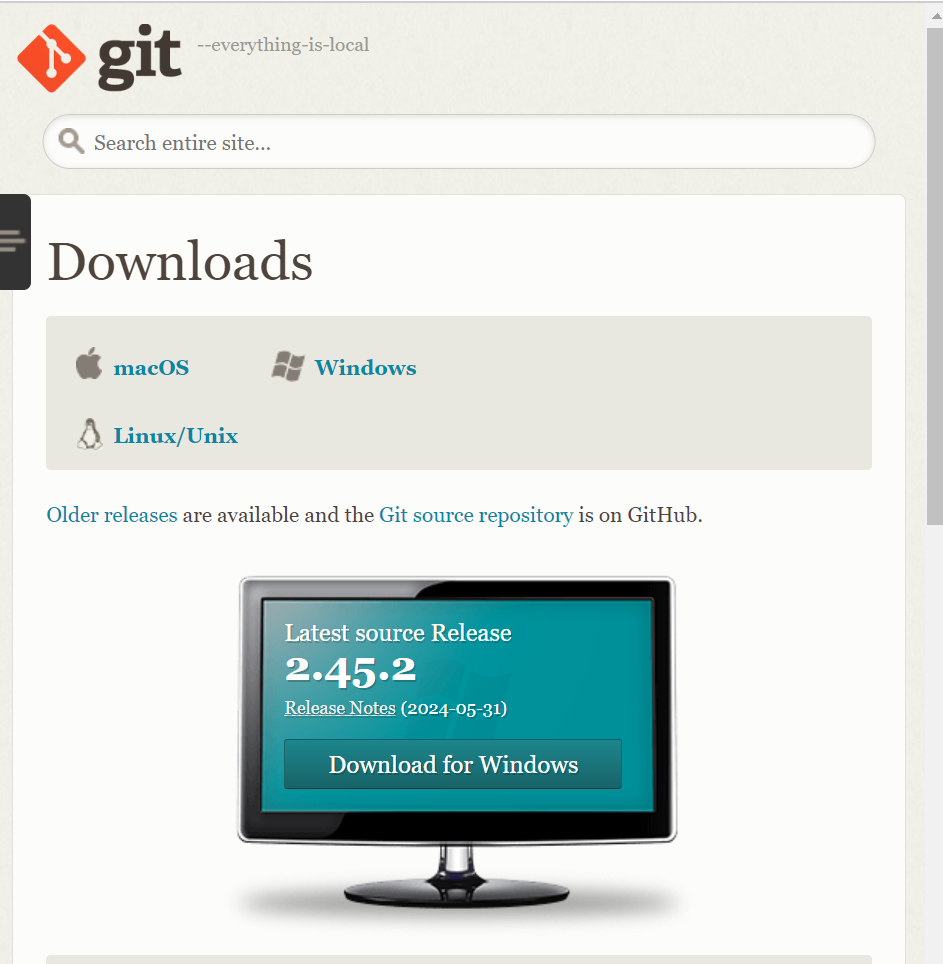 git --everything-is-local
Search entire site...
Downloads
macOS Windows
Linux/Unix
Older releases are available and the Git source repository is on GitHub.
Latest source Release
2.45.2
Release Notes (2024-05-31)
Download for Windows